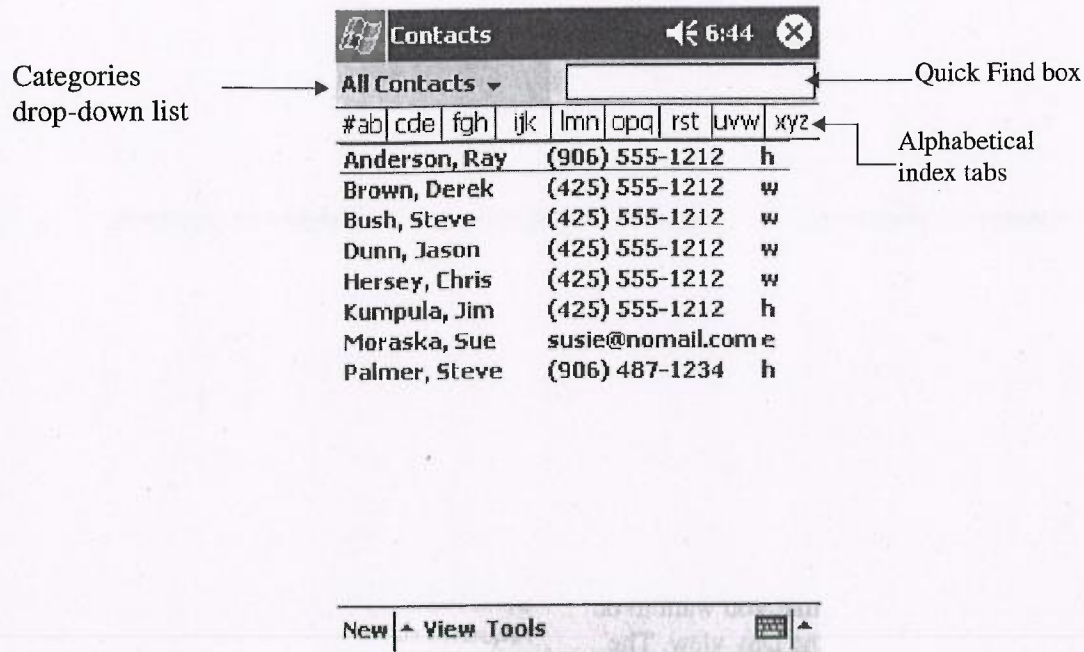 Contacts 6:44
Categories
drop-down list
All Contacts
Quick Find box
#ab cde fgh ijk lmn opq rst uvw xyz
Alphabetical
index tabs
Anderson, Ray (906) 555-1212 h
Brown, Derek (425) 555-1212 w
Bush, Steve (425) 555-1212 w
Dunn, Jason (425) 555-1212 w
Hersey, Chris (425) 555-1212 w
Kumpula, Jim (425) 555-1212 h
Moraska, Sue susie@nomail.com e
Palmer, Steve (906) 487-1234 h
New View Tools